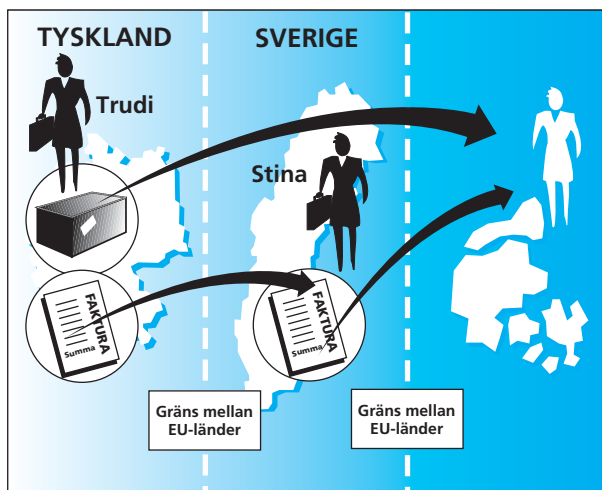 TYSKLAND
SVERIGE
Trudi
Stina
FAKTURA
Summa
FAKTURA
Summa
Gräns mellan
EU-länder
Gräns mellan
EU-länder